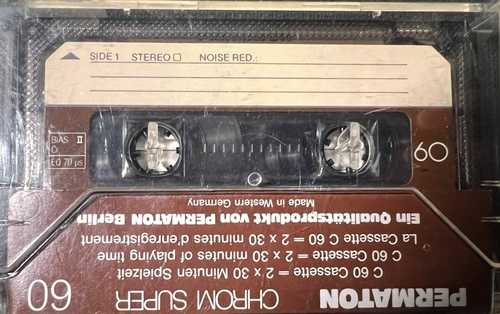 SIDE 1 STEREO NOISE RED.:
BIAS II
EQ 70 µs
60
PERMATON
CHROM SUPER 60
C 60 Cassette = 2 x 30 Minuten Spielzeit
C 60 Cassette = 2 x 30 minutes of playing time
La Cassette C 60 = 2 x 30 minutes d'enregistrement
Ein Qualitätsprodukt von PERMATON Berlin
Made in Western Germany